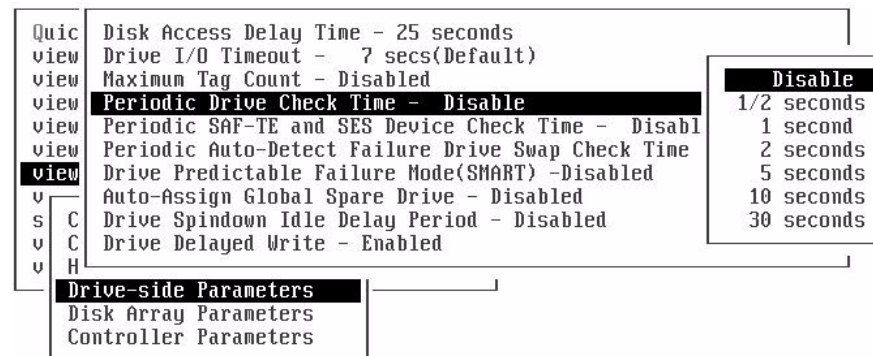 Quic
view
view
view
view
view
view
v
s C
v C
v H
Disk Access Delay Time - 25 seconds
Drive I/O Timeout -   7 secs(Default)
Maximum Tag Count - Disabled
Periodic Drive Check Time -  Disable
Periodic SAF-TE and SES Device Check Time -  Disabl
Periodic Auto-Detect Failure Drive Swap Check Time
Drive Predictable Failure Mode(SMART) -Disabled
Auto-Assign Global Spare Drive - Disabled
Drive Spindown Idle Delay Period - Disabled
Drive Delayed Write - Enabled
Disable
1/2 seconds
1 second
2 seconds
5 seconds
10 seconds
30 seconds
Drive-side Parameters
Disk Array Parameters
Controller Parameters